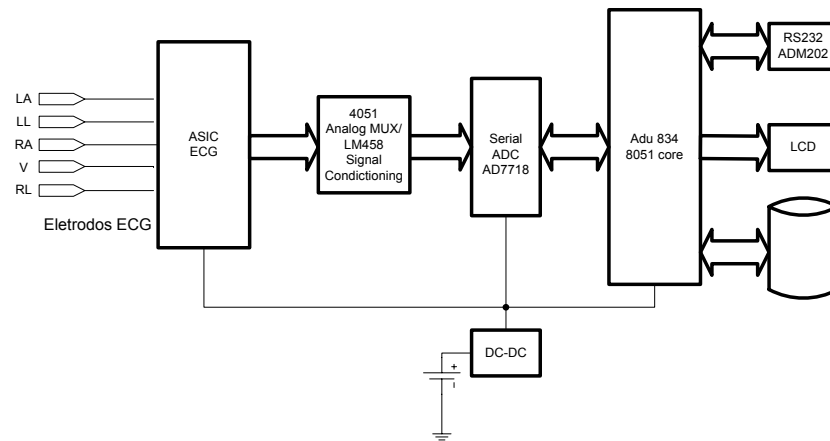 LA
LL
RA
V
RL
Eletrodos ECG
ASIC
ECG
4051
Analog MUX/
LM458
Signal
Condictioning
Serial
ADC
AD7718
Adu 834
8051 core
RS232
ADM202
LCD
DC-DC
+